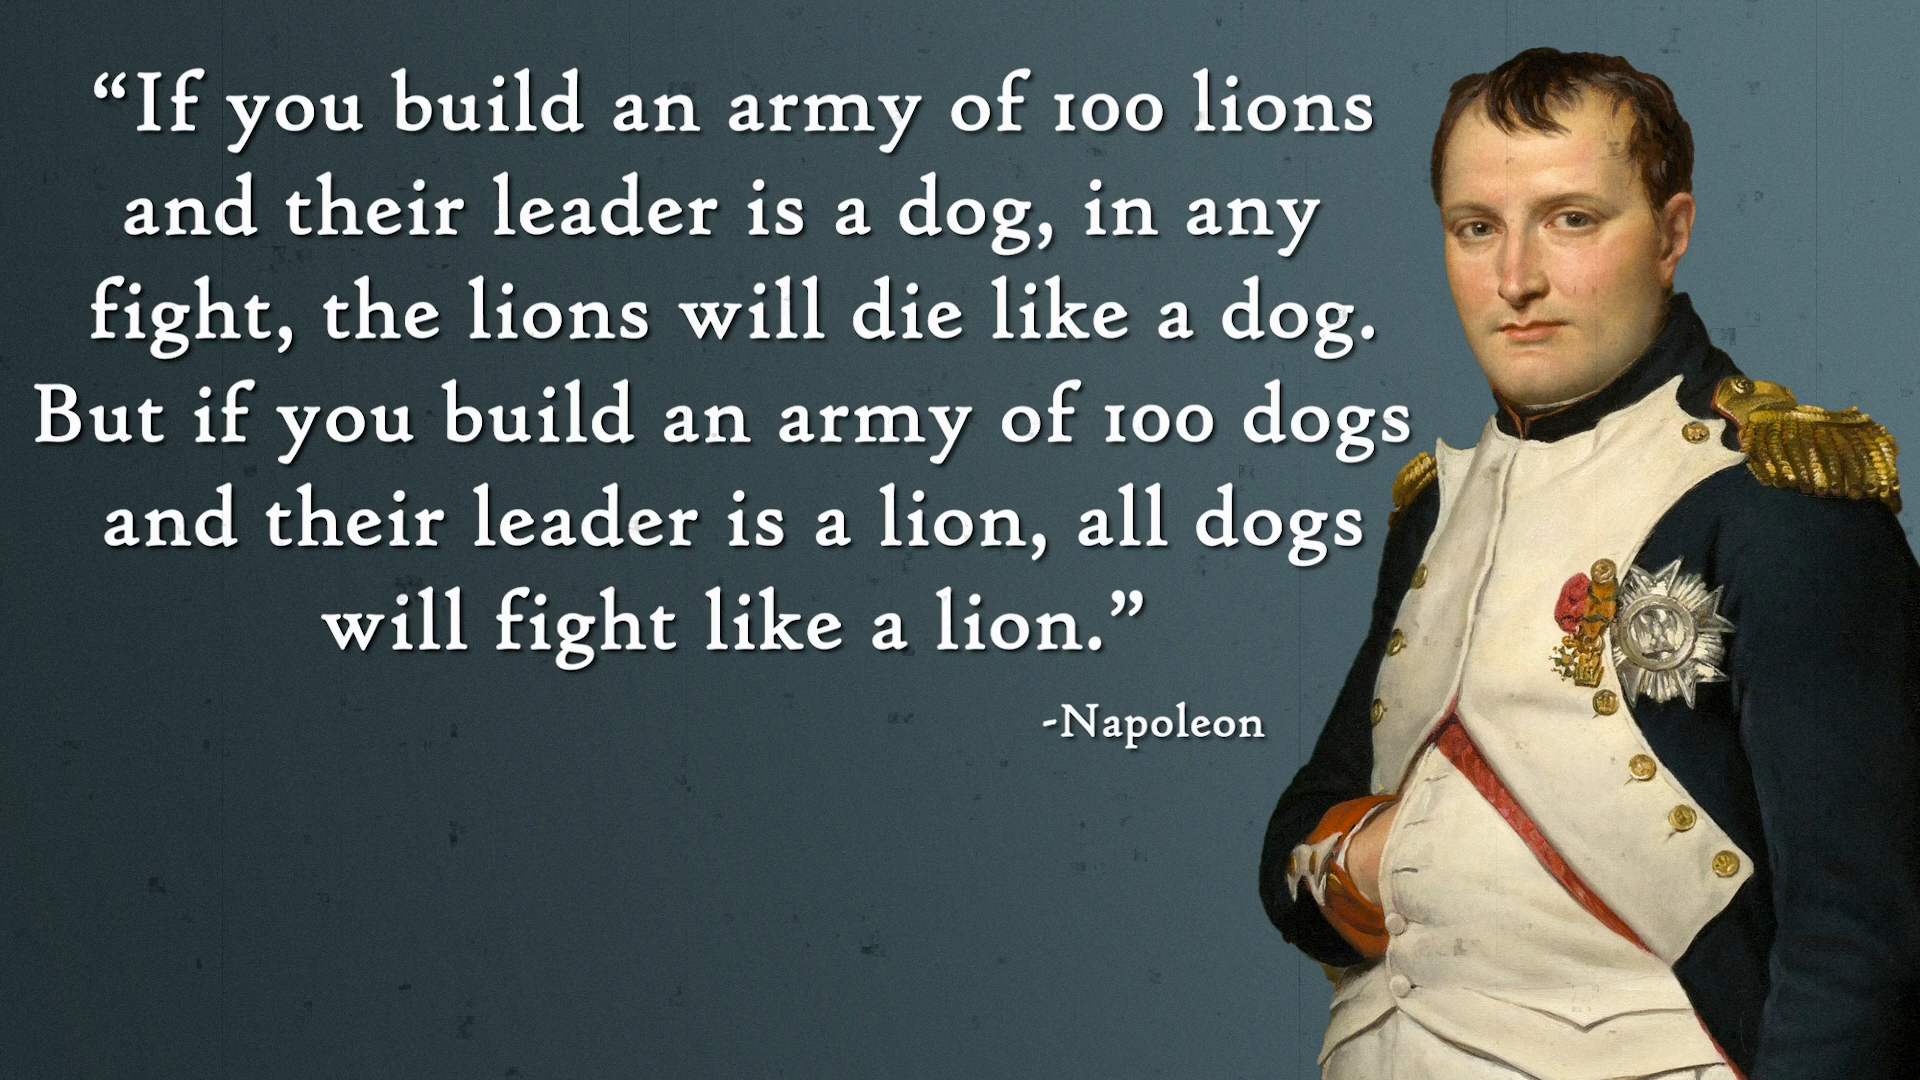 “If you build an army of 100 lions
and their leader is a dog, in any
fight, the lions will die like a dog.
But if you build an army of 100 dogs
and their leader is a lion, all dogs
will fight like a lion.”
-Napoleon